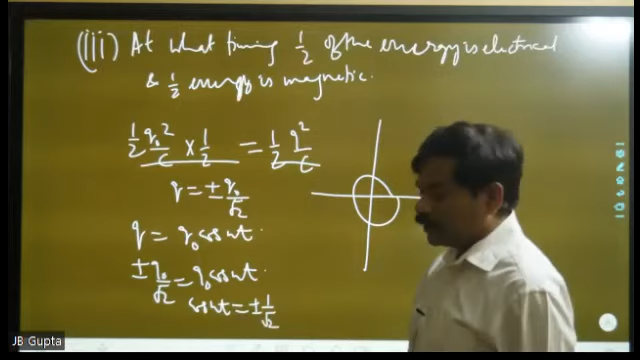 (iii) At what timing 1/2 of the energy is electrical
& 1/2 energy is magnetic.
1/2 q₀²/c × 1/2 = 1/2 q²/c
q = ± q₀/√2
q = q₀ cos ωt.
± q₀/√2 = q₀ cos ωt.
cos ωt = ± 1/√2
JB Gupta